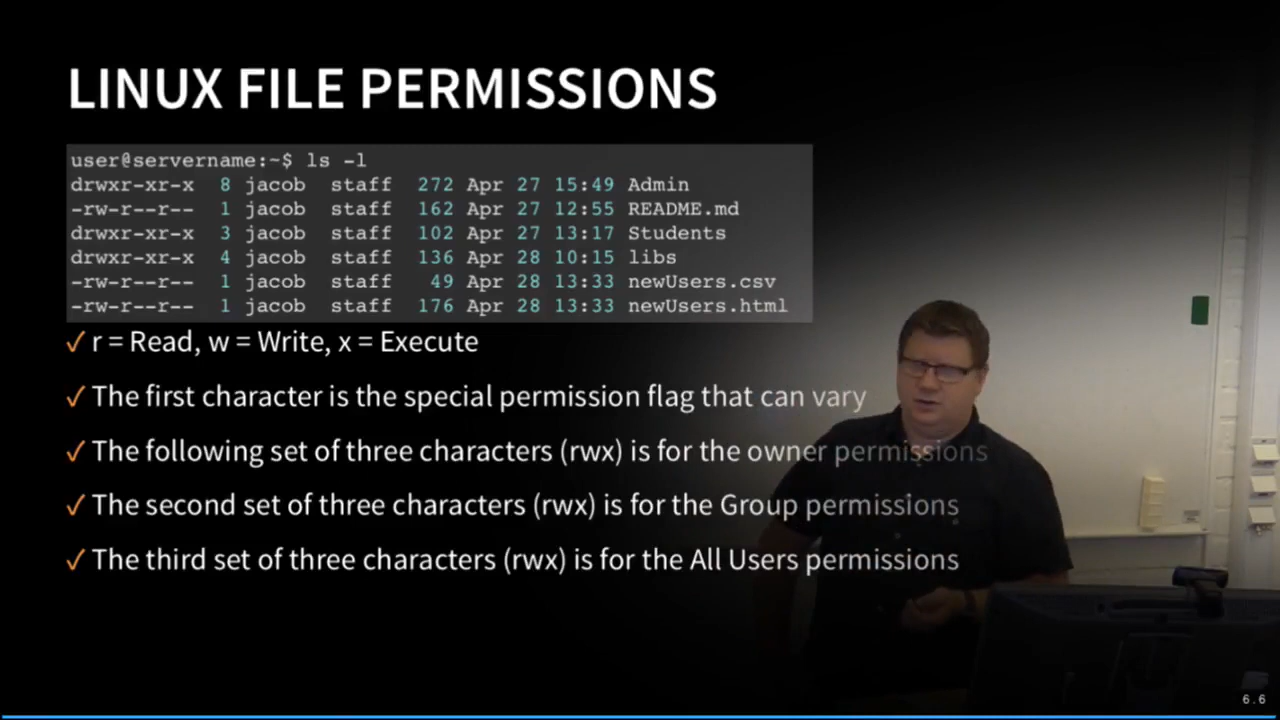 LINUX FILE PERMISSIONS
user@servername:~$ ls -l
drwxr-xr-x 8 jacob staff 272 Apr 27 15:49 Admin
-rw-r--r-- 1 jacob staff 162 Apr 27 12:55 README.md
drwxr-xr-x 3 jacob staff 102 Apr 27 13:17 Students
drwxr-xr-x 4 jacob staff 136 Apr 28 10:15 libs
-rw-r--r-- 1 jacob staff 49 Apr 28 13:33 newUsers.csv
-rw-r--r-- 1 jacob staff 176 Apr 28 13:33 newUsers.html
✓ r = Read, w = Write, x = Execute
✓ The first character is the special permission flag that can vary
✓ The following set of three characters (rwx) is for the owner permissions
✓ The second set of three characters (rwx) is for the Group permissions
✓ The third set of three characters (rwx) is for the All Users permissions
6.6